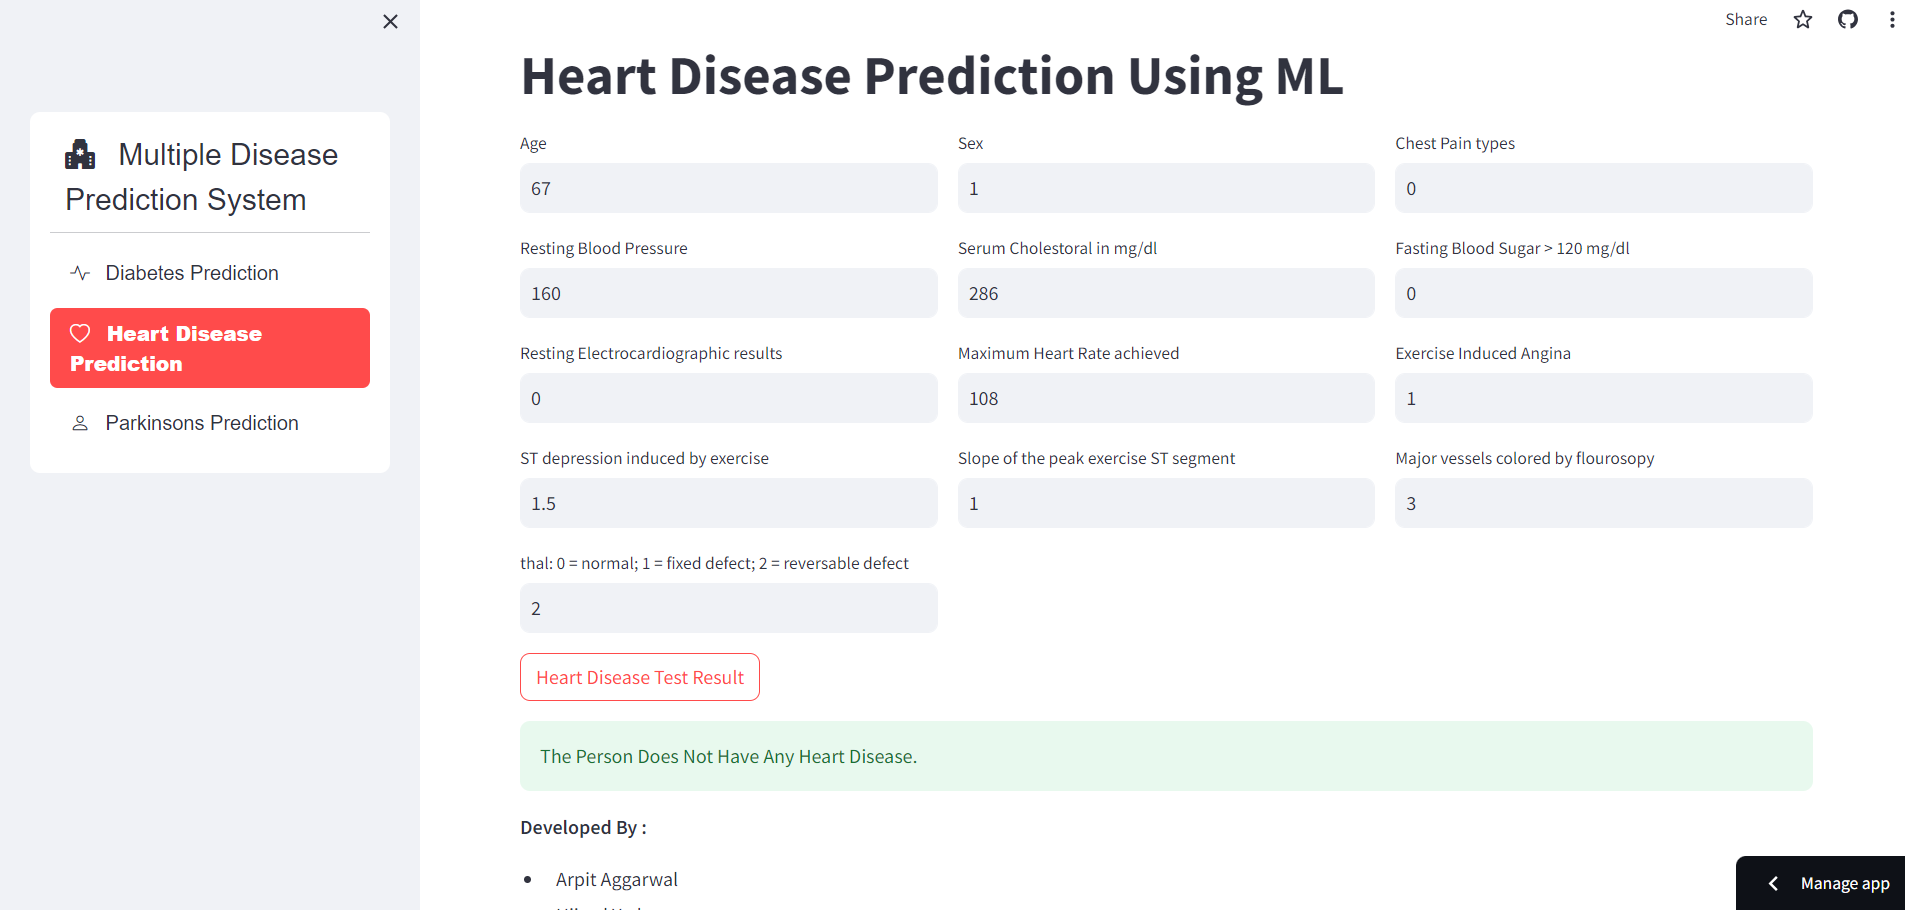 Share
Multiple Disease
Prediction System
Diabetes Prediction
Heart Disease
Prediction
Parkinsons Prediction
Heart Disease Prediction Using ML
Age
Sex
Chest Pain types
67
1
0
Resting Blood Pressure
Serum Cholestoral in mg/dl
Fasting Blood Sugar > 120 mg/dl
160
286
0
Resting Electrocardiographic results
Maximum Heart Rate achieved
Exercise Induced Angina
0
108
1
ST depression induced by exercise
Slope of the peak exercise ST segment
Major vessels colored by flourosopy
1.5
1
3
thal: 0 = normal; 1 = fixed defect; 2 = reversable defect
2
Heart Disease Test Result
The Person Does Not Have Any Heart Disease.
Developed By :
Arpit Aggarwal
Manage app